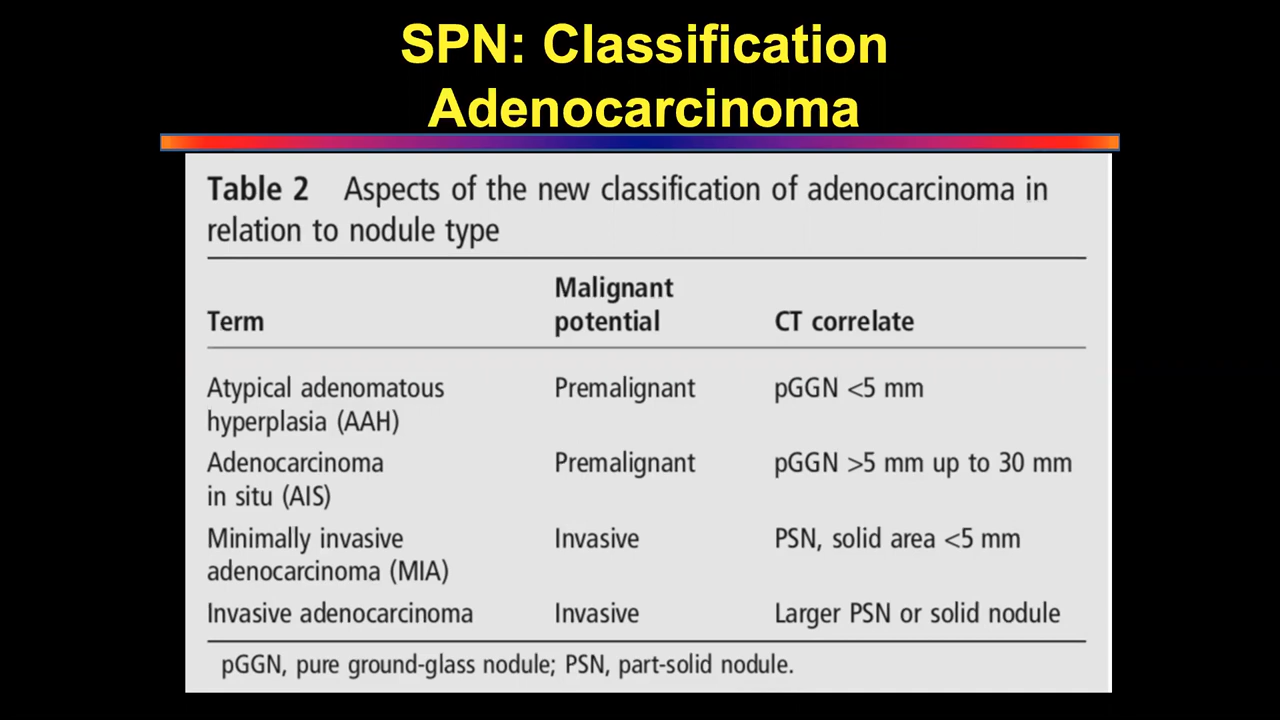 SPN: Classification
Adenocarcinoma
Table 2 Aspects of the new classification of adenocarcinoma in
relation to nodule type
Term Malignant potential CT correlate
Atypical adenomatous hyperplasia (AAH) Premalignant pGGN <5 mm
Adenocarcinoma in situ (AIS) Premalignant pGGN >5 mm up to 30 mm
Minimally invasive adenocarcinoma (MIA) Invasive PSN, solid area <5 mm
Invasive adenocarcinoma Invasive Larger PSN or solid nodule
pGGN, pure ground-glass nodule; PSN, part-solid nodule.